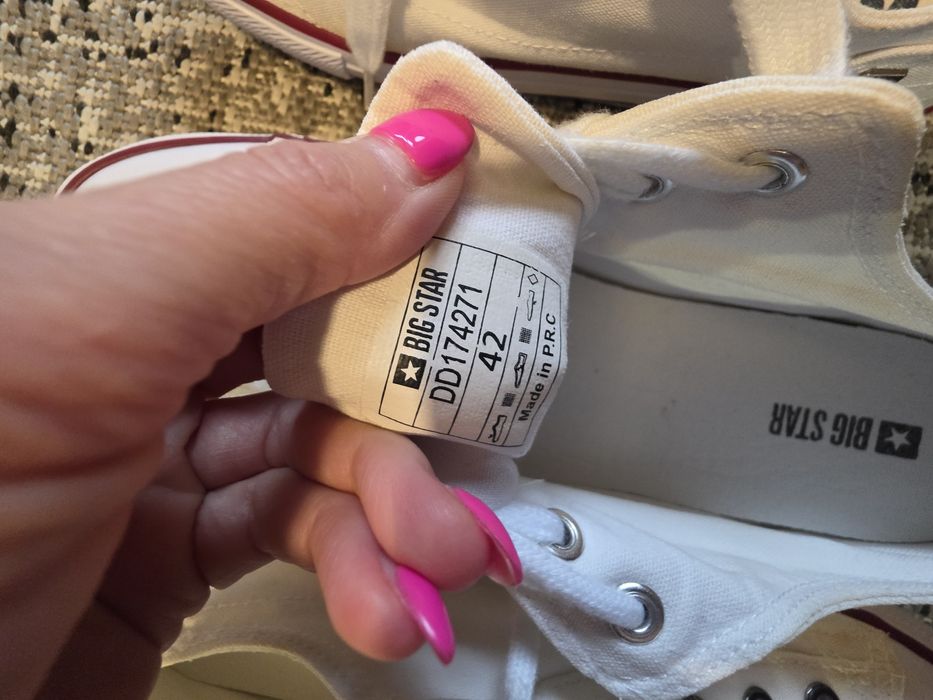 BIG STAR
DD174271
42
Made in P.R.C
BIG STAR